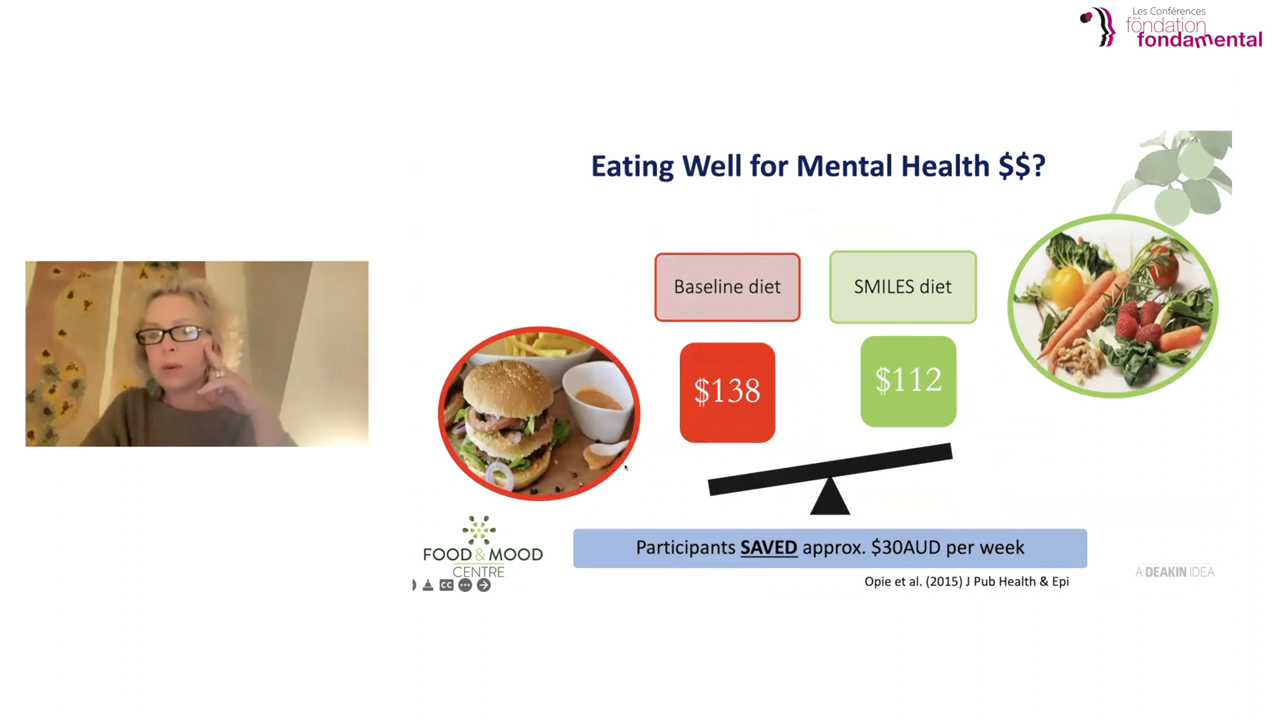 Les Conférences
fondation
fondamental
Eating Well for Mental Health $$?
Baseline diet
SMILES diet
$138
$112
Participants SAVED approx. $30AUD per week
Opie et al. (2015) J Pub Health & Epi
FOOD & MOOD
CENTRE
CC
A DEAKIN IDEA